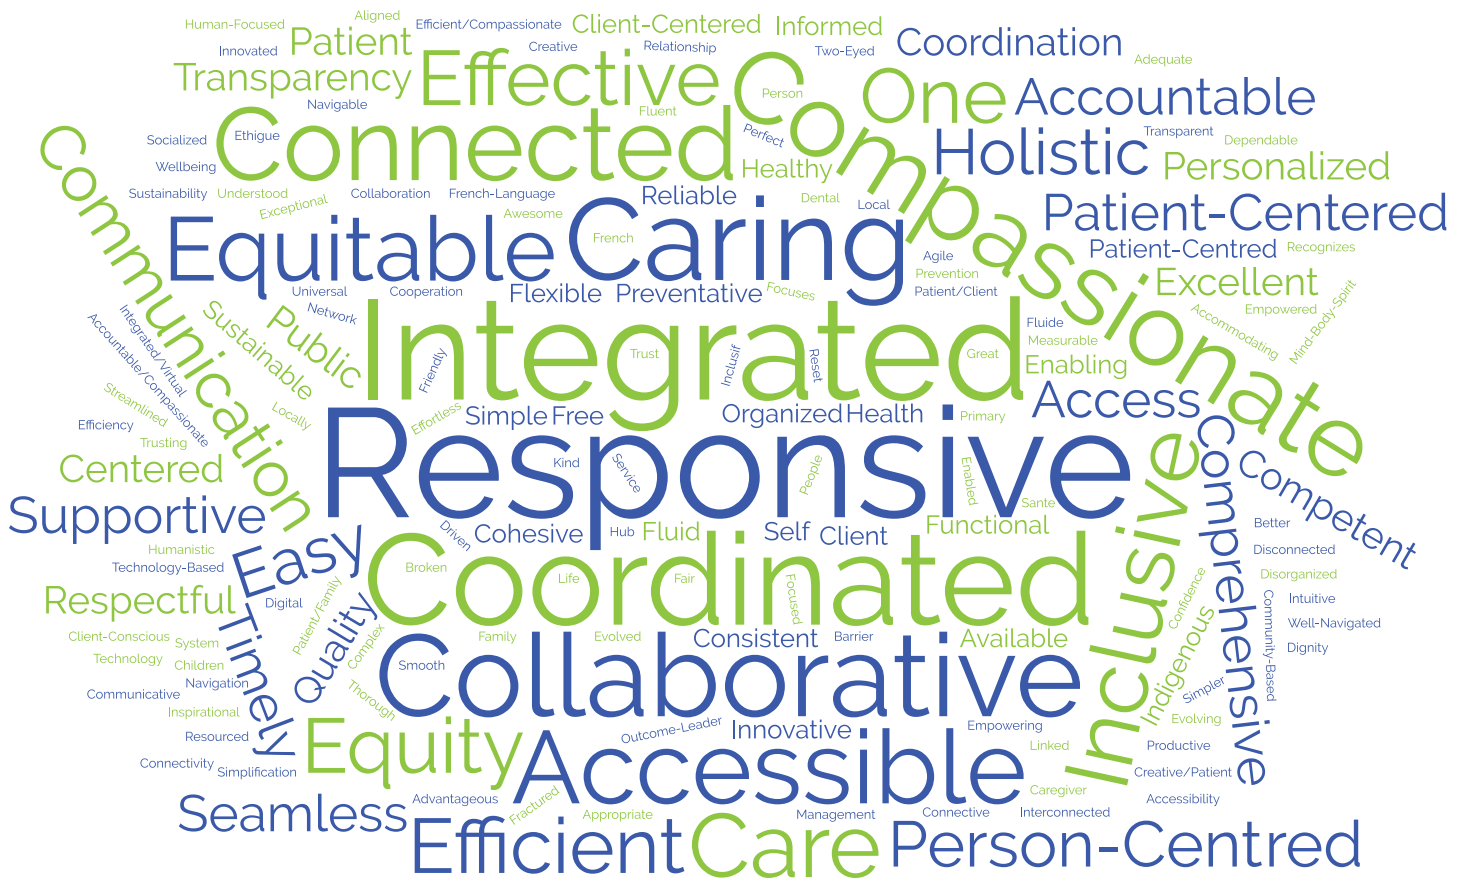 Human-Focused
Aligned
Efficient/Compassionate
Client-Centered
Informed
Innovated
Patient
Creative
Relationship
Two-Eyed
Coordination
Adequate
Transparency
Effective
Compassionate
Person
One
Accountable
Navigable
Fluent
Socialized
Ethigue
Connected
Perfect
Holistic
Transparent
Dependable
Wellbeing
Healthy
Personalized
Sustainability
Understood
Collaboration
French-Language
Reliable
Dental
Local
Exceptional
Awesome
Patient-Centered
Communication
Equitable
Caring
French
Agile
Patient-Centred
Recognizes
Prevention
Excellent
Universal
Cooperation
Flexible
Preventative
Focuses
Patient/Client
Empowered
Mind-Body-Spirit
Accommodating
Network
Sustainable
Public
Integrated
Trust
Great
Fluide
Measurable
Enabling
Integrated/Virtual
Accountable/Compassionate
Friendly
Inclusif
Reset
Streamlined
Locally
Effortless
Simple
Free
Organized
Health
Primary
Access
Efficiency
Trusting
Responsive
Kind
Service
People
Enabled
Centered
Comprehensive
Competent
Inclusive
Sante
Supportive
Driven
Cohesive
Hub
Fluid
Self
Client
Functional
Better
Easy
Humanistic
Technology-Based
Coordinated
Broken
Life
Fair
Focused
Disconnected
Disorganized
Respectful
Digital
Patient/Family
Confidence
Community-Based
Intuitive
Well-Navigated
Timely
Quality
Complex
Client-Conscious
System
Family
Evolved
Consistent
Barrier
Available
Indigenous
Dignity
Technology
Children
Smooth
Collaborative
Navigation
Communicative
Thorough
Simpler
Inspirational
Outcome-Leader
Innovative
Empowering
Evolving
Resourced
Equity
Accessible
Linked
Productive
Connectivity
Simplification
Creative/Patient
Caregiver
Seamless
Advantageous
Fractured
Appropriate
Management
Connective
Interconnected
Accessibility
Efficient
Care
Person-Centred